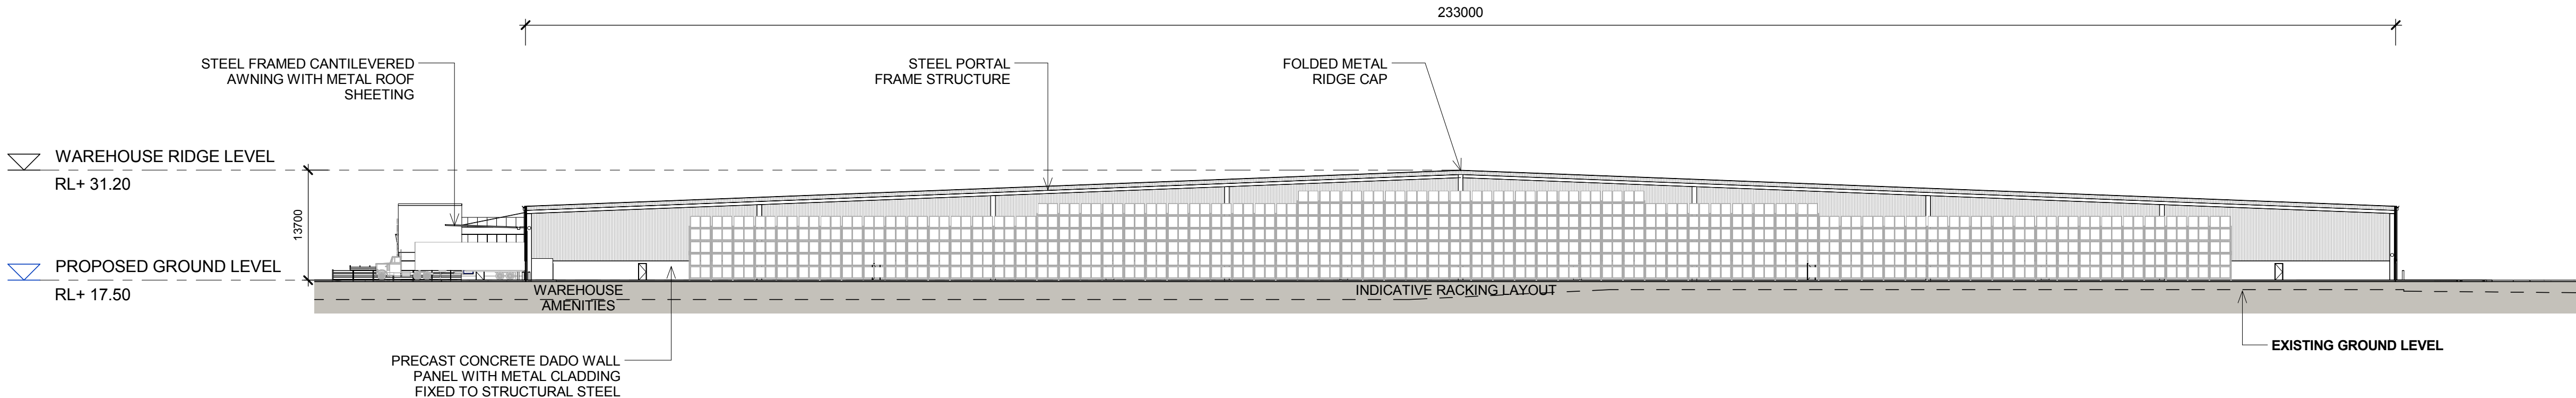 233000
STEEL FRAMED CANTILEVERED
AWNING WITH METAL ROOF
SHEETING
STEEL PORTAL
FRAME STRUCTURE
FOLDED METAL
RIDGE CAP
WAREHOUSE RIDGE LEVEL
RL+ 31.20
13700
PROPOSED GROUND LEVEL
RL+ 17.50
WAREHOUSE
AMENITIES
INDICATIVE RACKING LAYOUT
EXISTING GROUND LEVEL
PRECAST CONCRETE DADO WALL
PANEL WITH METAL CLADDING
FIXED TO STRUCTURAL STEEL